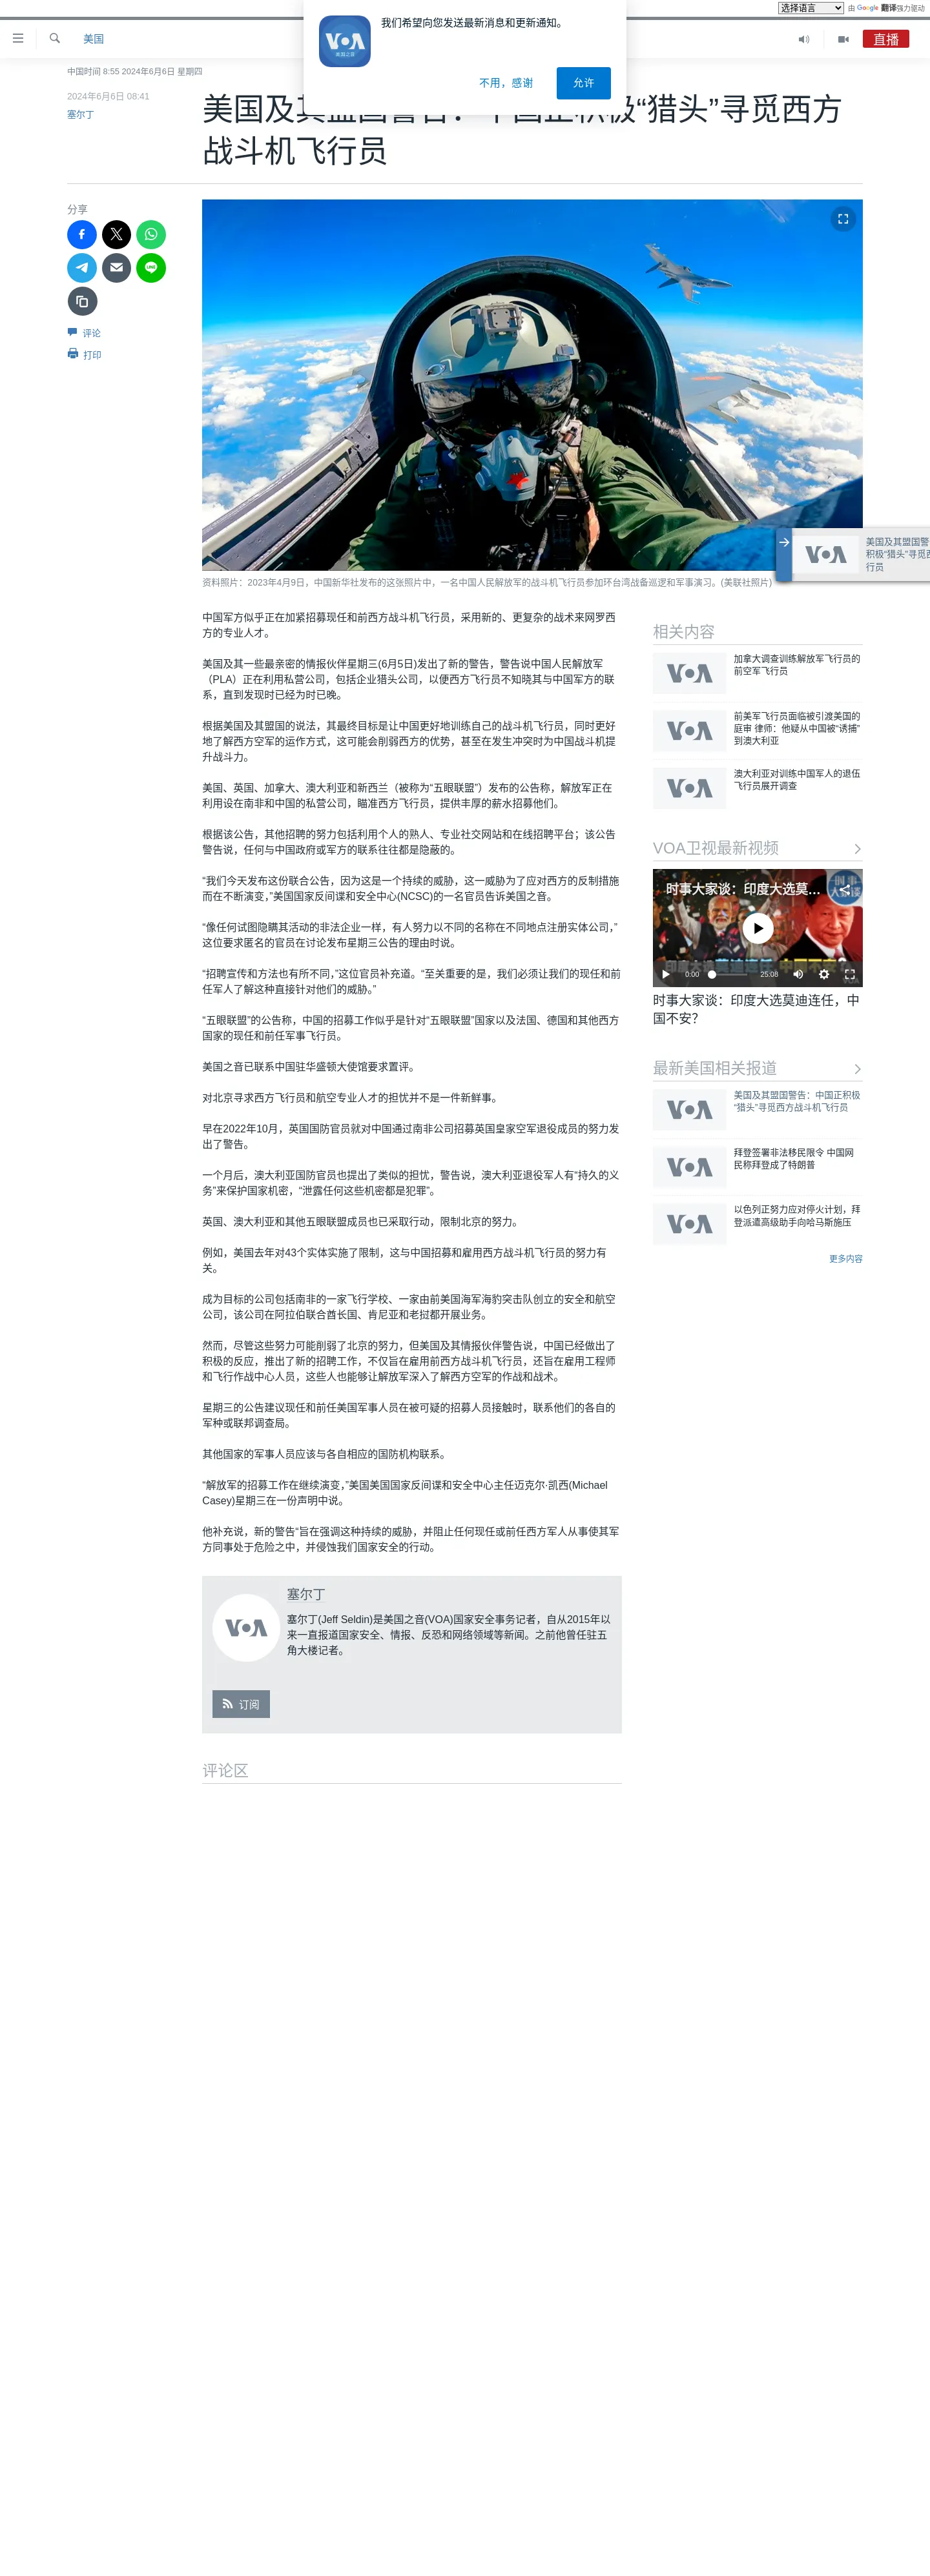 选择语言
由 Google 翻译强力驱动
我们希望向您发送最新消息和更新通知。
VOA
美国之音
不用，感谢
允许
美国
直播
中国时间 8:55 2024年6月6日 星期四
2024年6月6日 08:41
塞尔丁
美国及其盟国警告：中国正积极“猎头”寻觅西方
战斗机飞行员
分享
评论
打印
美国及其盟国警
积极“猎头”寻觅西
行员
VOA
资料照片：2023年4月9日，中国新华社发布的这张照片中，一名中国人民解放军的战斗机飞行员参加环台湾战备巡逻和军事演习。(美联社照片)
中国军方似乎正在加紧招募现任和前西方战斗机飞行员，采用新的、更复杂的战术来网罗西
方的专业人才。
美国及其一些最亲密的情报伙伴星期三(6月5日)发出了新的警告，警告说中国人民解放军
（PLA）正在利用私营公司，包括企业猎头公司，以便西方飞行员不知晓其与中国军方的联
系，直到发现时已经为时已晚。
根据美国及其盟国的说法，其最终目标是让中国更好地训练自己的战斗机飞行员，同时更好
地了解西方空军的运作方式，这可能会削弱西方的优势，甚至在发生冲突时为中国战斗机提
升战斗力。
美国、英国、加拿大、澳大利亚和新西兰（被称为“五眼联盟”）发布的公告称，解放军正在
利用设在南非和中国的私营公司，瞄准西方飞行员，提供丰厚的薪水招募他们。
根据该公告，其他招聘的努力包括利用个人的熟人、专业社交网站和在线招聘平台；该公告
警告说，任何与中国政府或军方的联系往往都是隐蔽的。
“我们今天发布这份联合公告，因为这是一个持续的威胁，这一威胁为了应对西方的反制措施
而在不断演变，”美国国家反间谍和安全中心(NCSC)的一名官员告诉美国之音。
“像任何试图隐瞒其活动的非法企业一样，有人努力以不同的名称在不同地点注册实体公司，”
这位要求匿名的官员在讨论发布星期三公告的理由时说。
“招聘宣传和方法也有所不同，”这位官员补充道。“至关重要的是，我们必须让我们的现任和前
任军人了解这种直接针对他们的威胁。”
“五眼联盟”的公告称，中国的招募工作似乎是针对“五眼联盟”国家以及法国、德国和其他西方
国家的现任和前任军事飞行员。
美国之音已联系中国驻华盛顿大使馆要求置评。
对北京寻求西方飞行员和航空专业人才的担忧并不是一件新鲜事。
早在2022年10月，英国国防官员就对中国通过南非公司招募英国皇家空军退役成员的努力发
出了警告。
一个月后，澳大利亚国防官员也提出了类似的担忧，警告说，澳大利亚退役军人有“持久的义
务”来保护国家机密，“泄露任何这些机密都是犯罪”。
英国、澳大利亚和其他五眼联盟成员也已采取行动，限制北京的努力。
例如，美国去年对43个实体实施了限制，这与中国招募和雇用西方战斗机飞行员的努力有
关。
成为目标的公司包括南非的一家飞行学校、一家由前美国海军海豹突击队创立的安全和航空
公司，该公司在阿拉伯联合酋长国、肯尼亚和老挝都开展业务。
然而，尽管这些努力可能削弱了北京的努力，但美国及其情报伙伴警告说，中国已经做出了
积极的反应，推出了新的招聘工作，不仅旨在雇用前西方战斗机飞行员，还旨在雇用工程师
和飞行作战中心人员，这些人也能够让解放军深入了解西方空军的作战和战术。
星期三的公告建议现任和前任美国军事人员在被可疑的招募人员接触时，联系他们的各自的
军种或联邦调查局。
其他国家的军事人员应该与各自相应的国防机构联系。
“解放军的招募工作在继续演变，”美国美国国家反间谍和安全中心主任迈克尔·凯西(Michael
Casey)星期三在一份声明中说。
他补充说，新的警告“旨在强调这种持续的威胁，并阻止任何现任或前任西方军人从事使其军
方同事处于危险之中，并侵蚀我们国家安全的行动。
VOA
塞尔丁
塞尔丁(Jeff Seldin)是美国之音(VOA)国家安全事务记者，自从2015年以
来一直报道国家安全、情报、反恐和网络领域等新闻。之前他曾任驻五
角大楼记者。
订阅
评论区
相关内容
VOA
加拿大调查训练解放军飞行员的
前空军飞行员
VOA
前美军飞行员面临被引渡美国的
庭审 律师：他疑从中国被“诱捕”
到澳大利亚
VOA
澳大利亚对训练中国军人的退伍
飞行员展开调查
VOA卫视最新视频
时事大家谈：印度大选莫...
时事
大家谈
印度大选莫迪连任 中国不安？
0:00
25:08
VOA
时事大家谈：印度大选莫迪连任，中
国不安?
最新美国相关报道
VOA
美国及其盟国警告：中国正积极
“猎头”寻觅西方战斗机飞行员
VOA
拜登签署非法移民限令 中国网
民称拜登成了特朗普
VOA
以色列正努力应对停火计划，拜
登派遣高级助手向哈马斯施压
更多内容